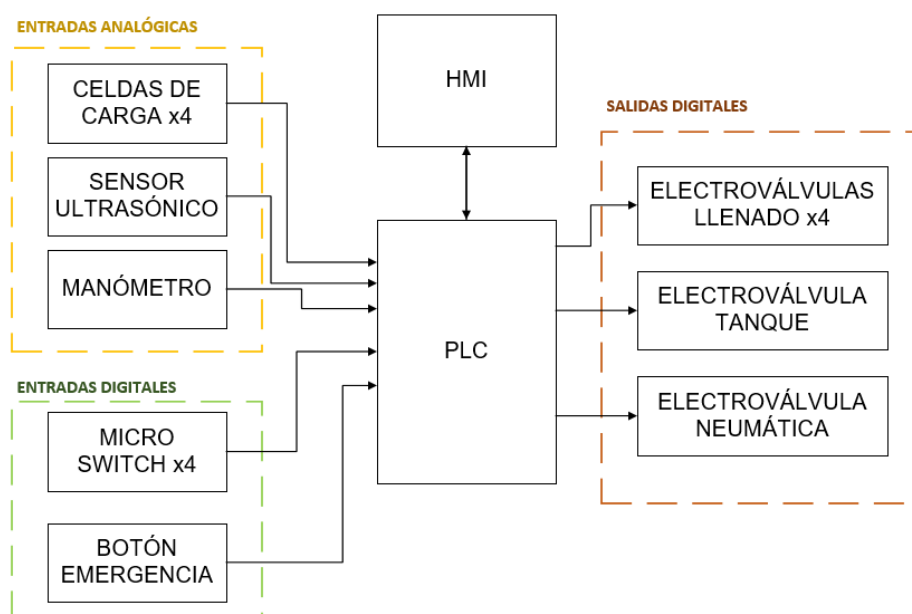 ENTRADAS ANALÓGICAS
CELDAS DE
CARGA x4
SENSOR
ULTRASÓNICO
MANÓMETRO
ENTRADAS DIGITALES
MICRO
SWITCH x4
BOTÓN
EMERGENCIA
HMI
PLC
SALIDAS DIGITALES
ELECTROVÁLVULAS
LLENADO x4
ELECTROVÁLVULA
TANQUE
ELECTROVÁLVULA
NEUMÁTICA